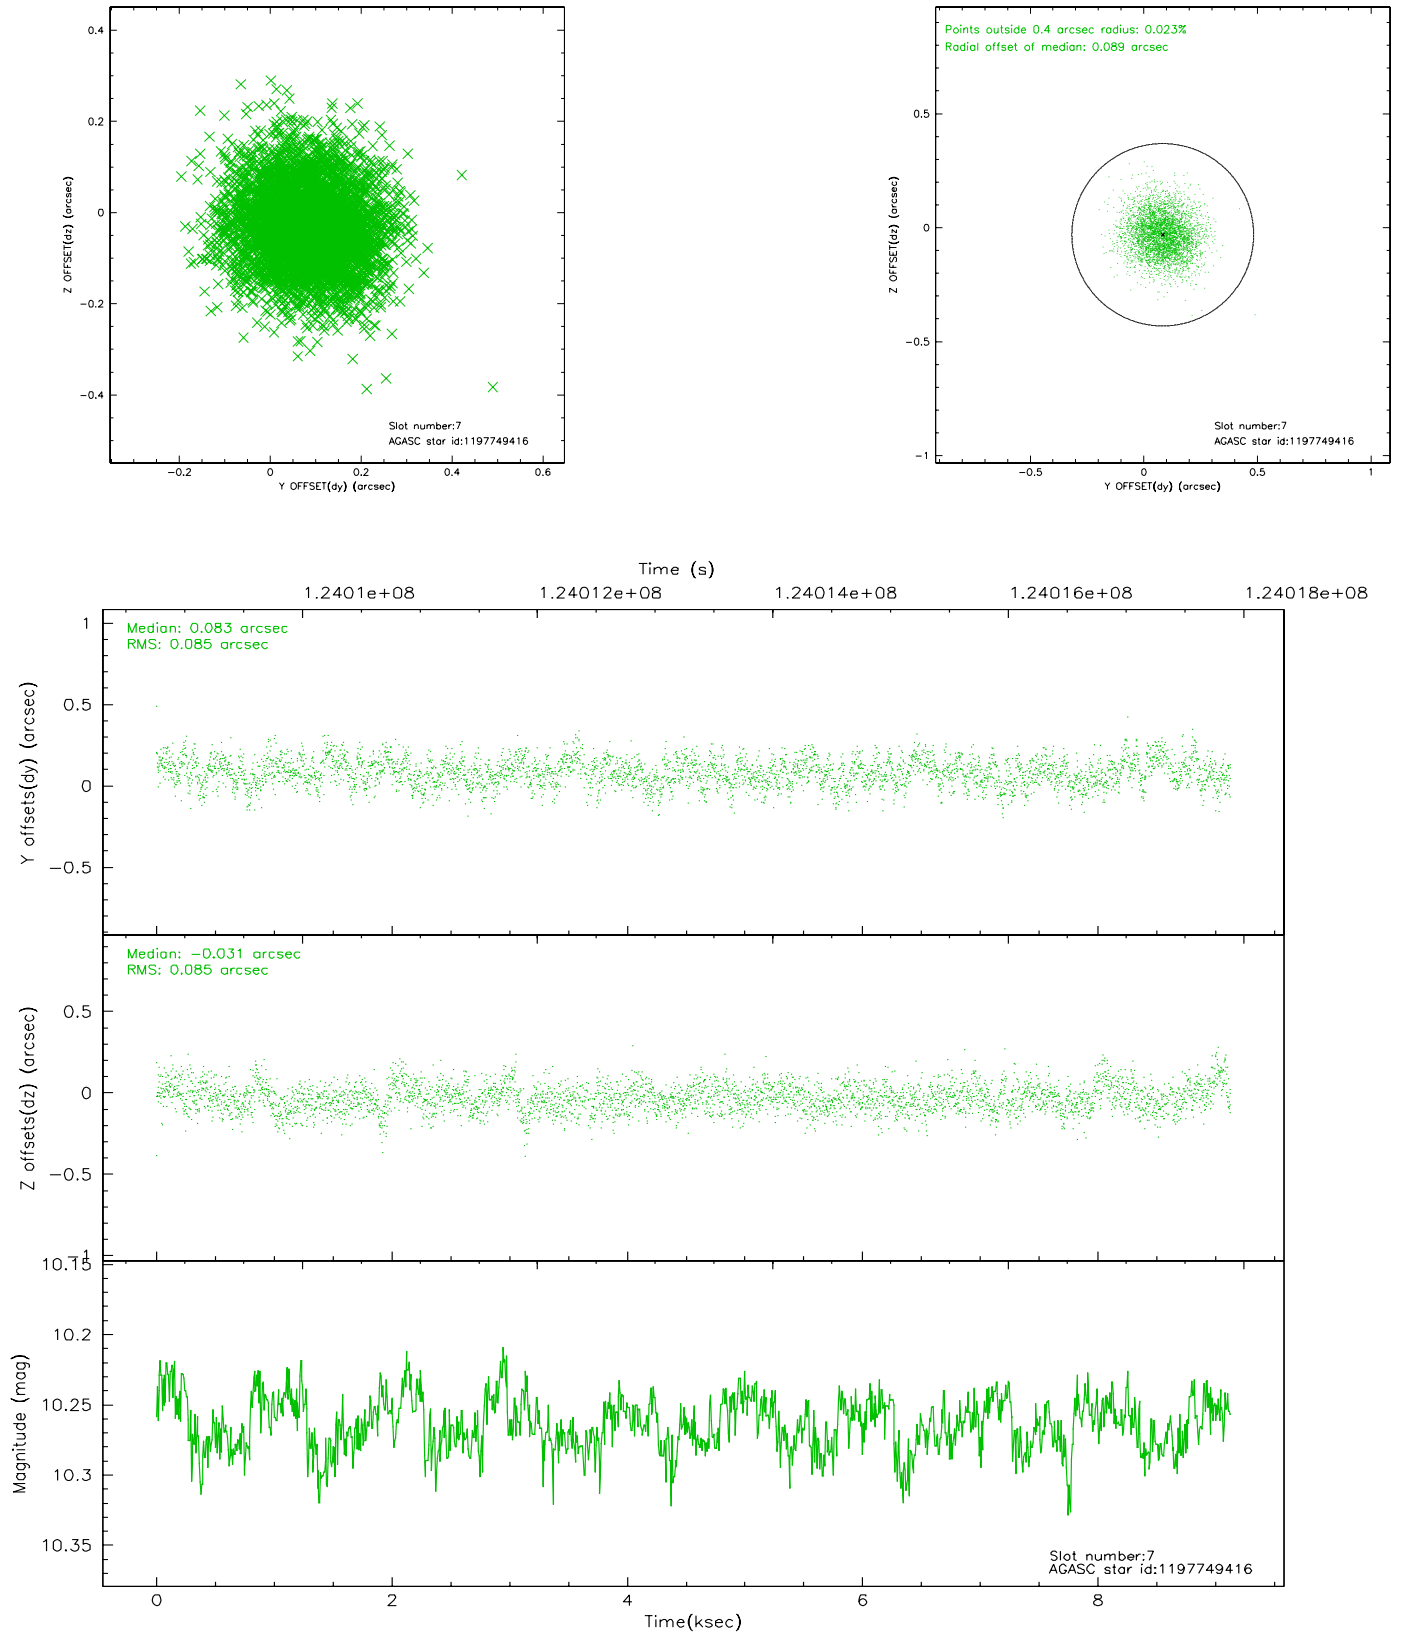 0.4
0.2
0
−0.2
−0.4
Z OFFSET(dz) (arcsec)
Slot number:7
AGASC star id:1197749416
−0.2 0 0.2 0.4 0.6
Y OFFSET(dy) (arcsec)
Points outside 0.4 arcsec radius: 0.023%
Radial offset of median: 0.089 arcsec
0.5
0
−0.5
−1
Z OFFSET(dz) (arcsec)
Slot number:7
AGASC star id:1197749416
−0.5 0 0.5 1
Y OFFSET(dy) (arcsec)
Time (s)
1.2401e+08 1.24012e+08 1.24014e+08 1.24016e+08 1.24018e+08
Median: 0.083 arcsec
RMS: 0.085 arcsec
1
0.5
0
−0.5
Y offsets(dy) (arcsec)
Median: −0.031 arcsec
RMS: 0.085 arcsec
0.5
0
−0.5
−1
Z offsets(dz) (arcsec)
10.15
10.2
10.25
10.3
10.35
Magnitude (mag)
Slot number:7
AGASC star id:1197749416
0 2 4 6 8
Time(ksec)